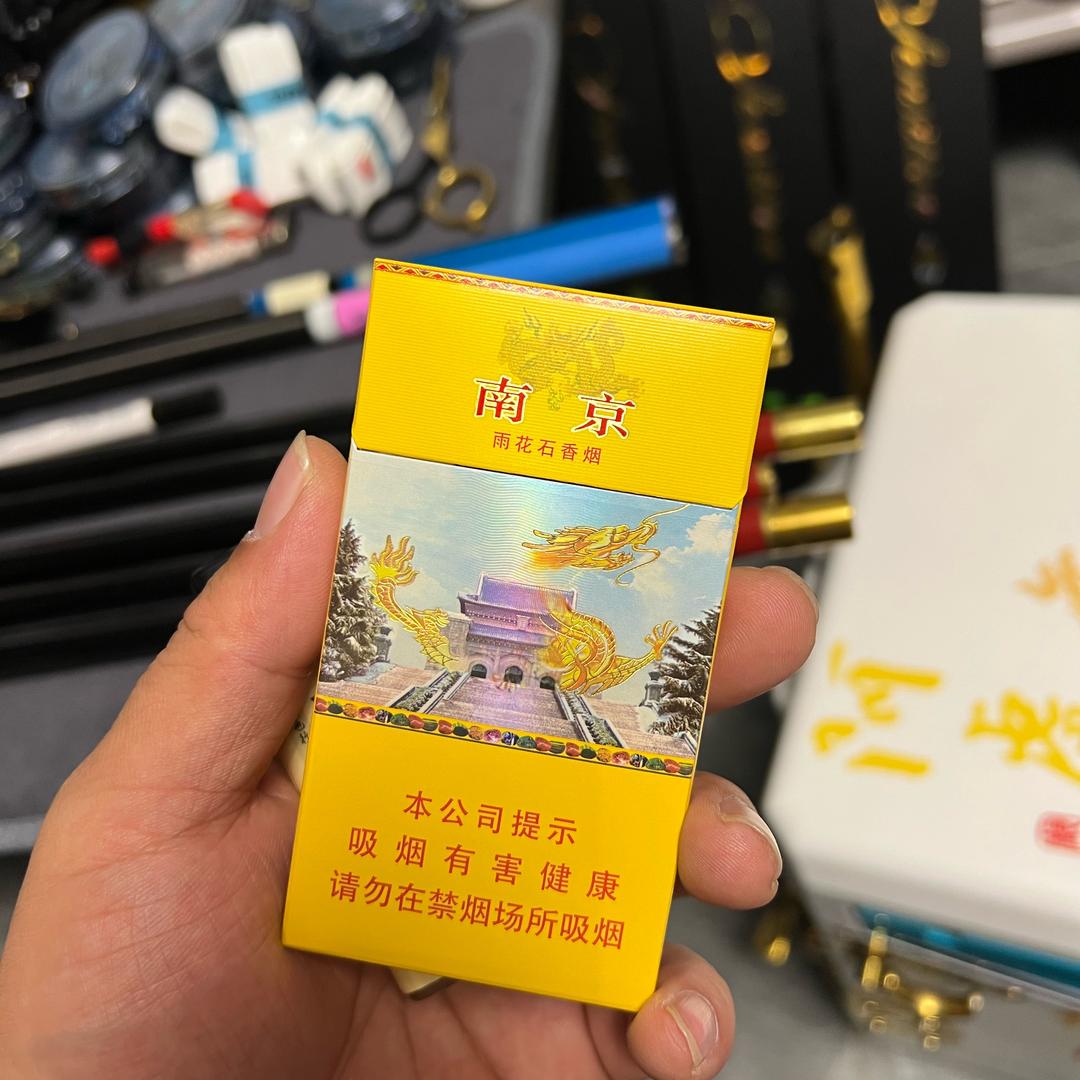 南京
雨花石香烟
本公司提示
吸烟有害健康
请勿在禁烟场所吸烟